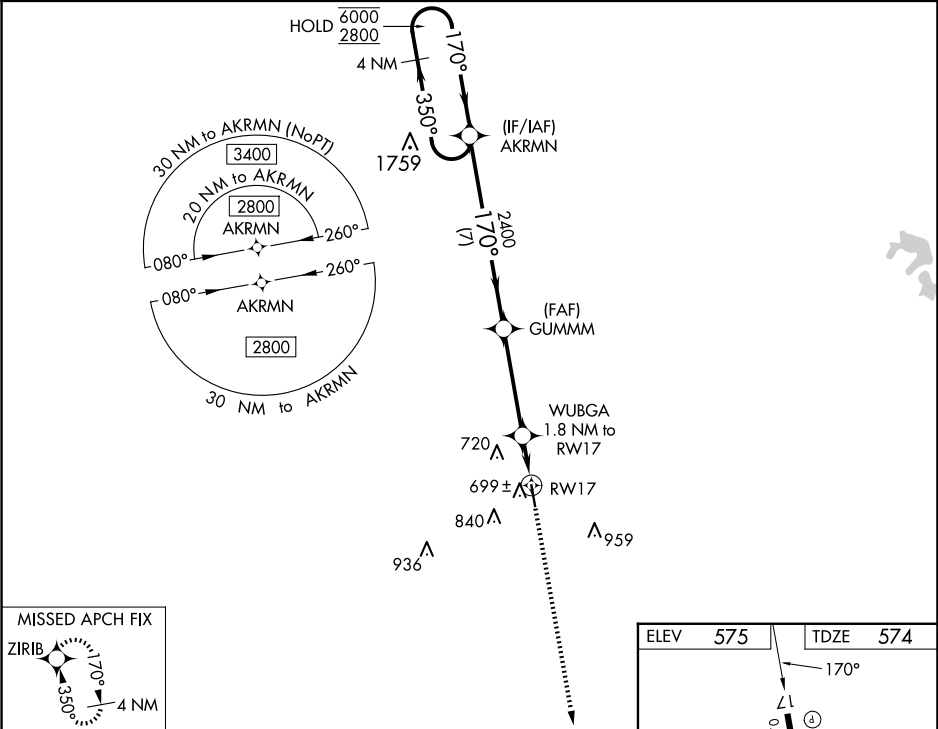 HOLD 6000
2800
4 NM
170°
350°
(IF/IAF)
AKRMN
1759
30 NM to AKRMN (NoPT)
3400
20 NM to AKRMN
2800
AKRMN
260°
080°
260°
080°
AKRMN
2800
30 NM to AKRMN
2400
170°
(7)
(FAF)
GUMMM
WUBGA
1.8 NM to
RW17
720
699±
RW17
840
959
936
MISSED APCH FIX
ZIRIB
170°
350°
4 NM
ELEV 575
TDZE 574
170°
17
P